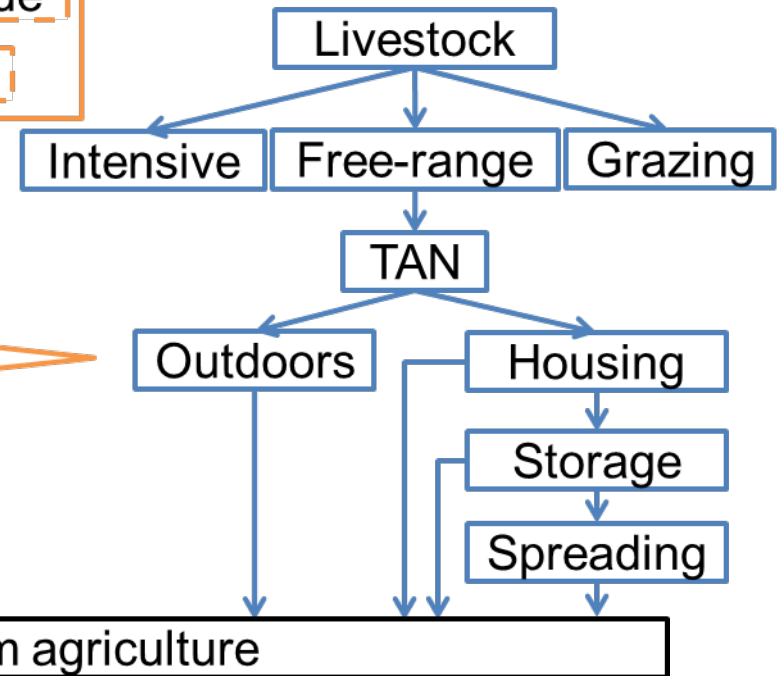 Livestock
Intensive
Free-range
Grazing
TAN
Outdoors
Housing
Storage
Spreading
agriculture